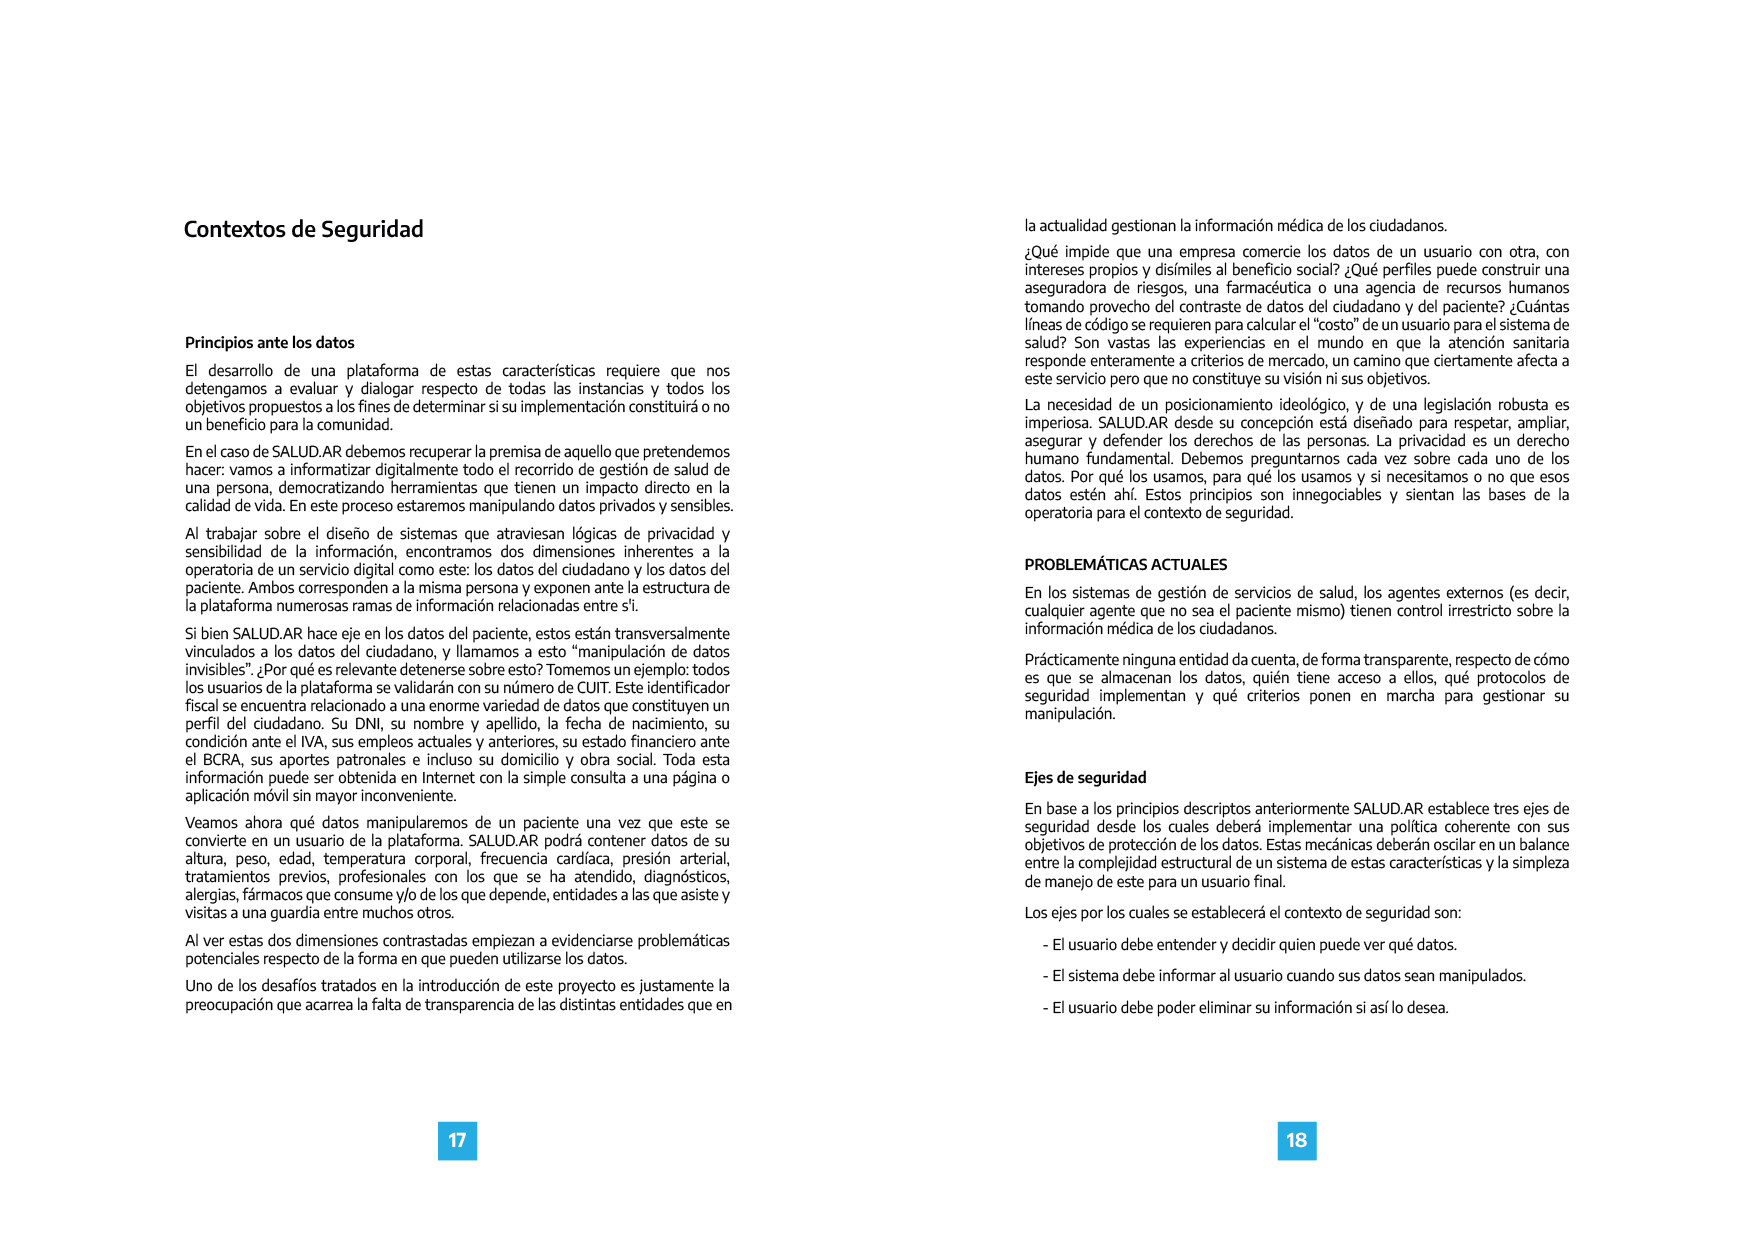 Contextos de Seguridad
Principios ante los datos
El desarrollo de una plataforma de estas características requiere que nos
detengamos a evaluar y dialogar respecto de todas las instancias y todos los
objetivos propuestos a los fines de determinar si su implementación constituirá o no
un beneficio para la comunidad.
En el caso de SALUD.AR debemos recuperar la premisa de aquello que pretendemos
hacer: vamos a informatizar digitalmente todo el recorrido de gestión de salud de
una persona, democratizando herramientas que tienen un impacto directo en la
calidad de vida. En este proceso estaremos manipulando datos privados y sensibles.
Al trabajar sobre el diseño de sistemas que atraviesan lógicas de privacidad y
sensibilidad de la información, encontramos dos dimensiones inherentes a la
operatoria de un servicio digital como este: los datos del ciudadano y los datos del
paciente. Ambos corresponden a la misma persona y exponen ante la estructura de
la plataforma numerosas ramas de información relacionadas entre s'i.
Si bien SALUD.AR hace eje en los datos del paciente, estos están transversalmente
vinculados a los datos del ciudadano, y llamamos a esto “manipulación de datos
invisibles”. ¿Por qué es relevante detenerse sobre esto? Tomemos un ejemplo: todos
los usuarios de la plataforma se validarán con su número de CUIT. Este identificador
fiscal se encuentra relacionado a una enorme variedad de datos que constituyen un
perfil del ciudadano. Su DNI, su nombre y apellido, la fecha de nacimiento, su
condición ante el IVA, sus empleos actuales y anteriores, su estado financiero ante
el BCRA, sus aportes patronales e incluso su domicilio y obra social. Toda esta
información puede ser obtenida en Internet con la simple consulta a una página o
aplicación móvil sin mayor inconveniente.
Veamos ahora qué datos manipularemos de un paciente una vez que este se
convierte en un usuario de la plataforma. SALUD.AR podrá contener datos de su
altura, peso, edad, temperatura corporal, frecuencia cardíaca, presión arterial,
tratamientos previos, profesionales con los que se ha atendido, diagnósticos,
alergias, fármacos que consume y/o de los que depende, entidades a las que asiste y
visitas a una guardia entre muchos otros.
Al ver estas dos dimensiones contrastadas empiezan a evidenciarse problemáticas
potenciales respecto de la forma en que pueden utilizarse los datos.
Uno de los desafíos tratados en la introducción de este proyecto es justamente la
preocupación que acarrea la falta de transparencia de las distintas entidades que en
17
la actualidad gestionan la información médica de los ciudadanos.
¿Qué impide que una empresa comercie los datos de un usuario con otra, con
intereses propios y disímiles al beneficio social? ¿Qué perfiles puede construir una
aseguradora de riesgos, una farmacéutica o una agencia de recursos humanos
tomando provecho del contraste de datos del ciudadano y del paciente? ¿Cuántas
líneas de código se requieren para calcular el “costo” de un usuario para el sistema de
salud? Son vastas las experiencias en el mundo en que la atención sanitaria
responde enteramente a criterios de mercado, un camino que ciertamente afecta a
este servicio pero que no constituye su visión ni sus objetivos.
La necesidad de un posicionamiento ideológico, y de una legislación robusta es
imperiosa. SALUD.AR desde su concepción está diseñado para respetar, ampliar,
asegurar y defender los derechos de las personas. La privacidad es un derecho
humano fundamental. Debemos preguntarnos cada vez sobre cada uno de los
datos. Por qué los usamos, para qué los usamos y si necesitamos o no que esos
datos estén ahí. Estos principios son innegociables y sientan las bases de la
operatoria para el contexto de seguridad.
PROBLEMÁTICAS ACTUALES
En los sistemas de gestión de servicios de salud, los agentes externos (es decir,
cualquier agente que no sea el paciente mismo) tienen control irrestricto sobre la
información médica de los ciudadanos.
Prácticamente ninguna entidad da cuenta, de forma transparente, respecto de cómo
es que se almacenan los datos, quién tiene acceso a ellos, qué protocolos de
seguridad implementan y qué criterios ponen en marcha para gestionar su
manipulación.
Ejes de seguridad
En base a los principios descriptos anteriormente SALUD.AR establece tres ejes de
seguridad desde los cuales deberá implementar una política coherente con sus
objetivos de protección de los datos. Estas mecánicas deberán oscilar en un balance
entre la complejidad estructural de un sistema de estas características y la simpleza
de manejo de este para un usuario final.
Los ejes por los cuales se establecerá el contexto de seguridad son:
- El usuario debe entender y decidir quien puede ver qué datos.
- El sistema debe informar al usuario cuando sus datos sean manipulados.
- El usuario debe poder eliminar su información si así lo desea.
18